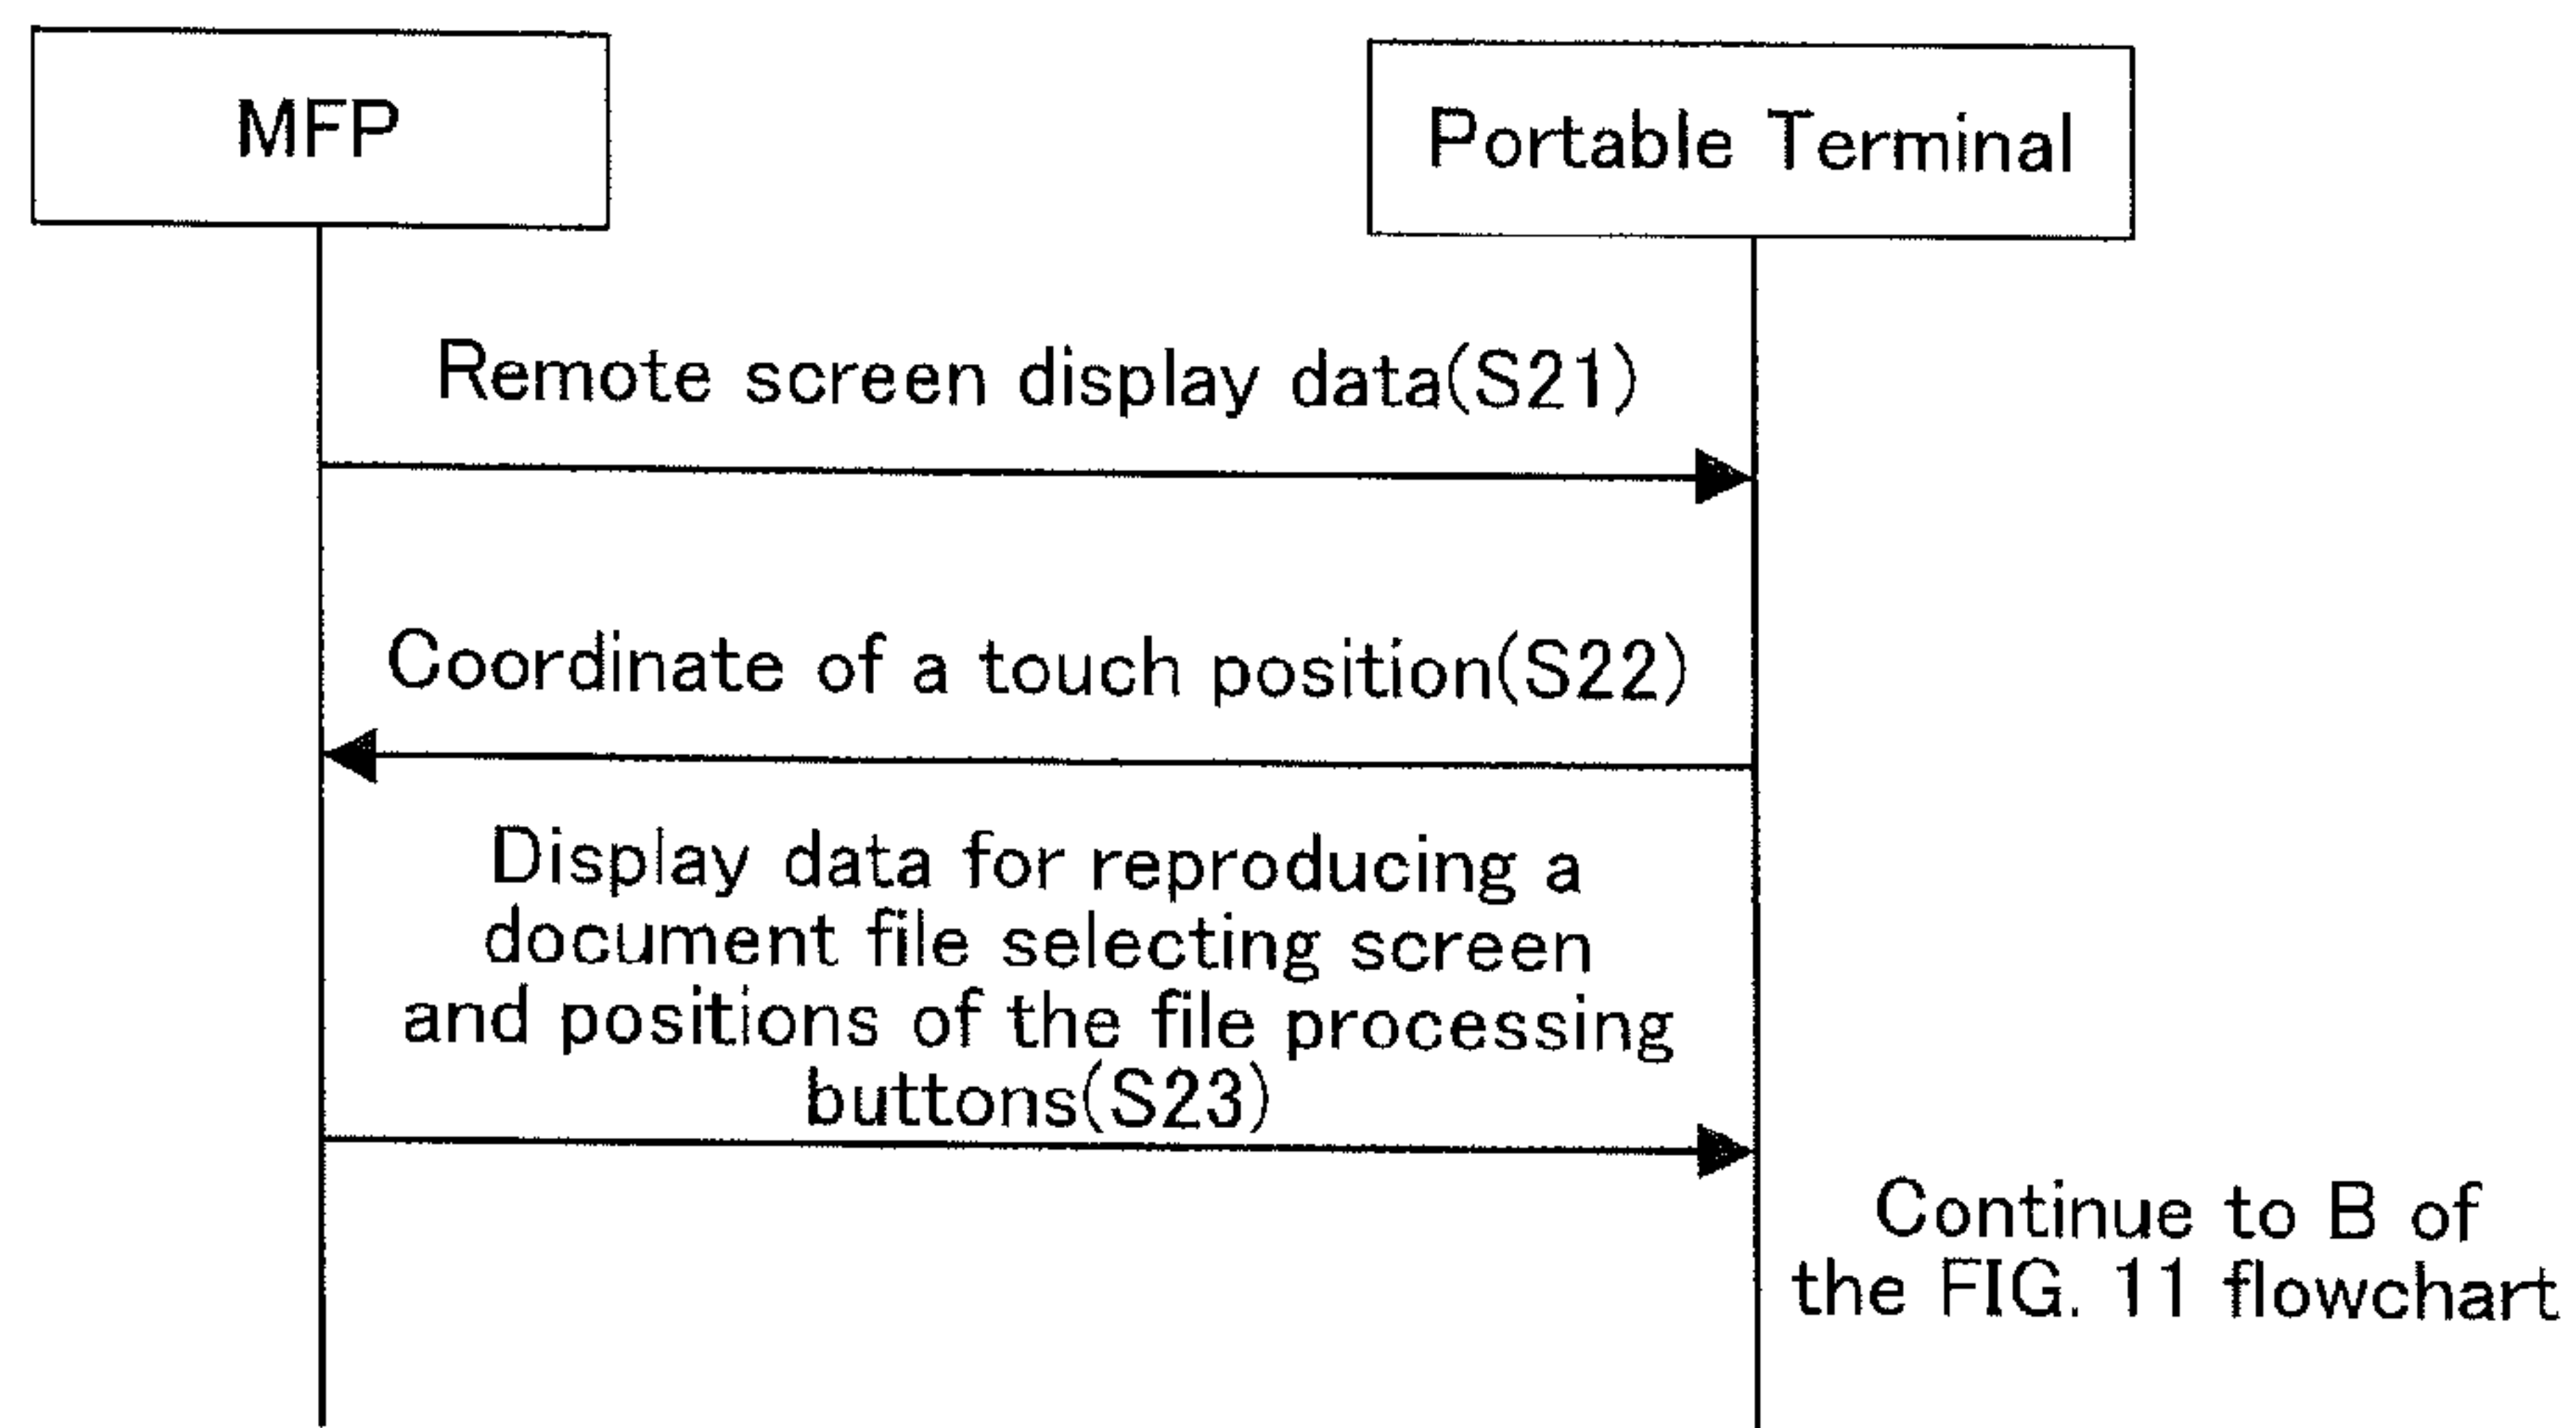 MFP
Portable Terminal
Remote screen display data(S21)
Coordinate of a touch position(S22)
Display data for reproducing a
document file selecting screen
and positions of the file processing
buttons(S23)
Continue to B of
the FIG. 11 flowchart